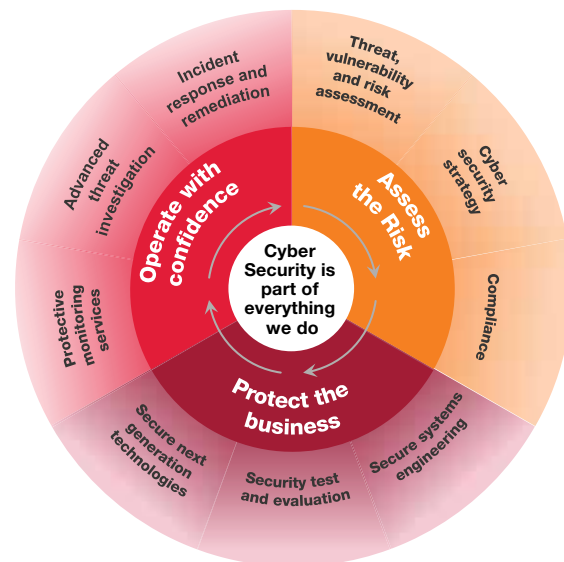 Cyber
Security is
part of
everything
we do
Assess
the Risk
Threat,
vulnerability
and risk
assessment
Cyber
security
strategy
Compliance
Protect the
business
Secure systems
engineering
Security test
and evaluation
Secure next
generation
technologies
Operate with
confidence
Protective
monitoring
services
Advanced
threat
investigation
Incident
response and
remediation